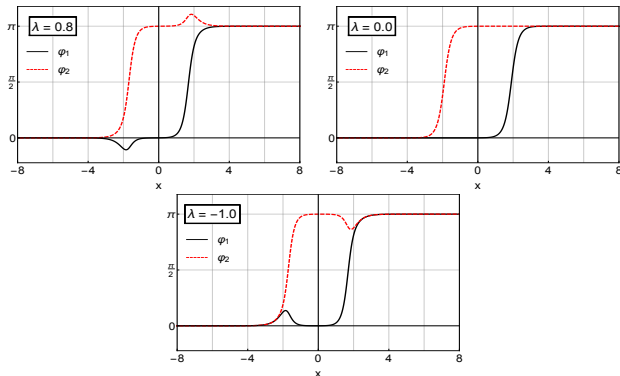 λ = 0.8
φ₁
φ₂
π
π/2
0
-8 -4 0 4 8
x
λ = 0.0
φ₁
φ₂
π
π/2
0
-8 -4 0 4 8
x
λ = -1.0
φ₁
φ₂
π
π/2
0
-8 -4 0 4 8
x